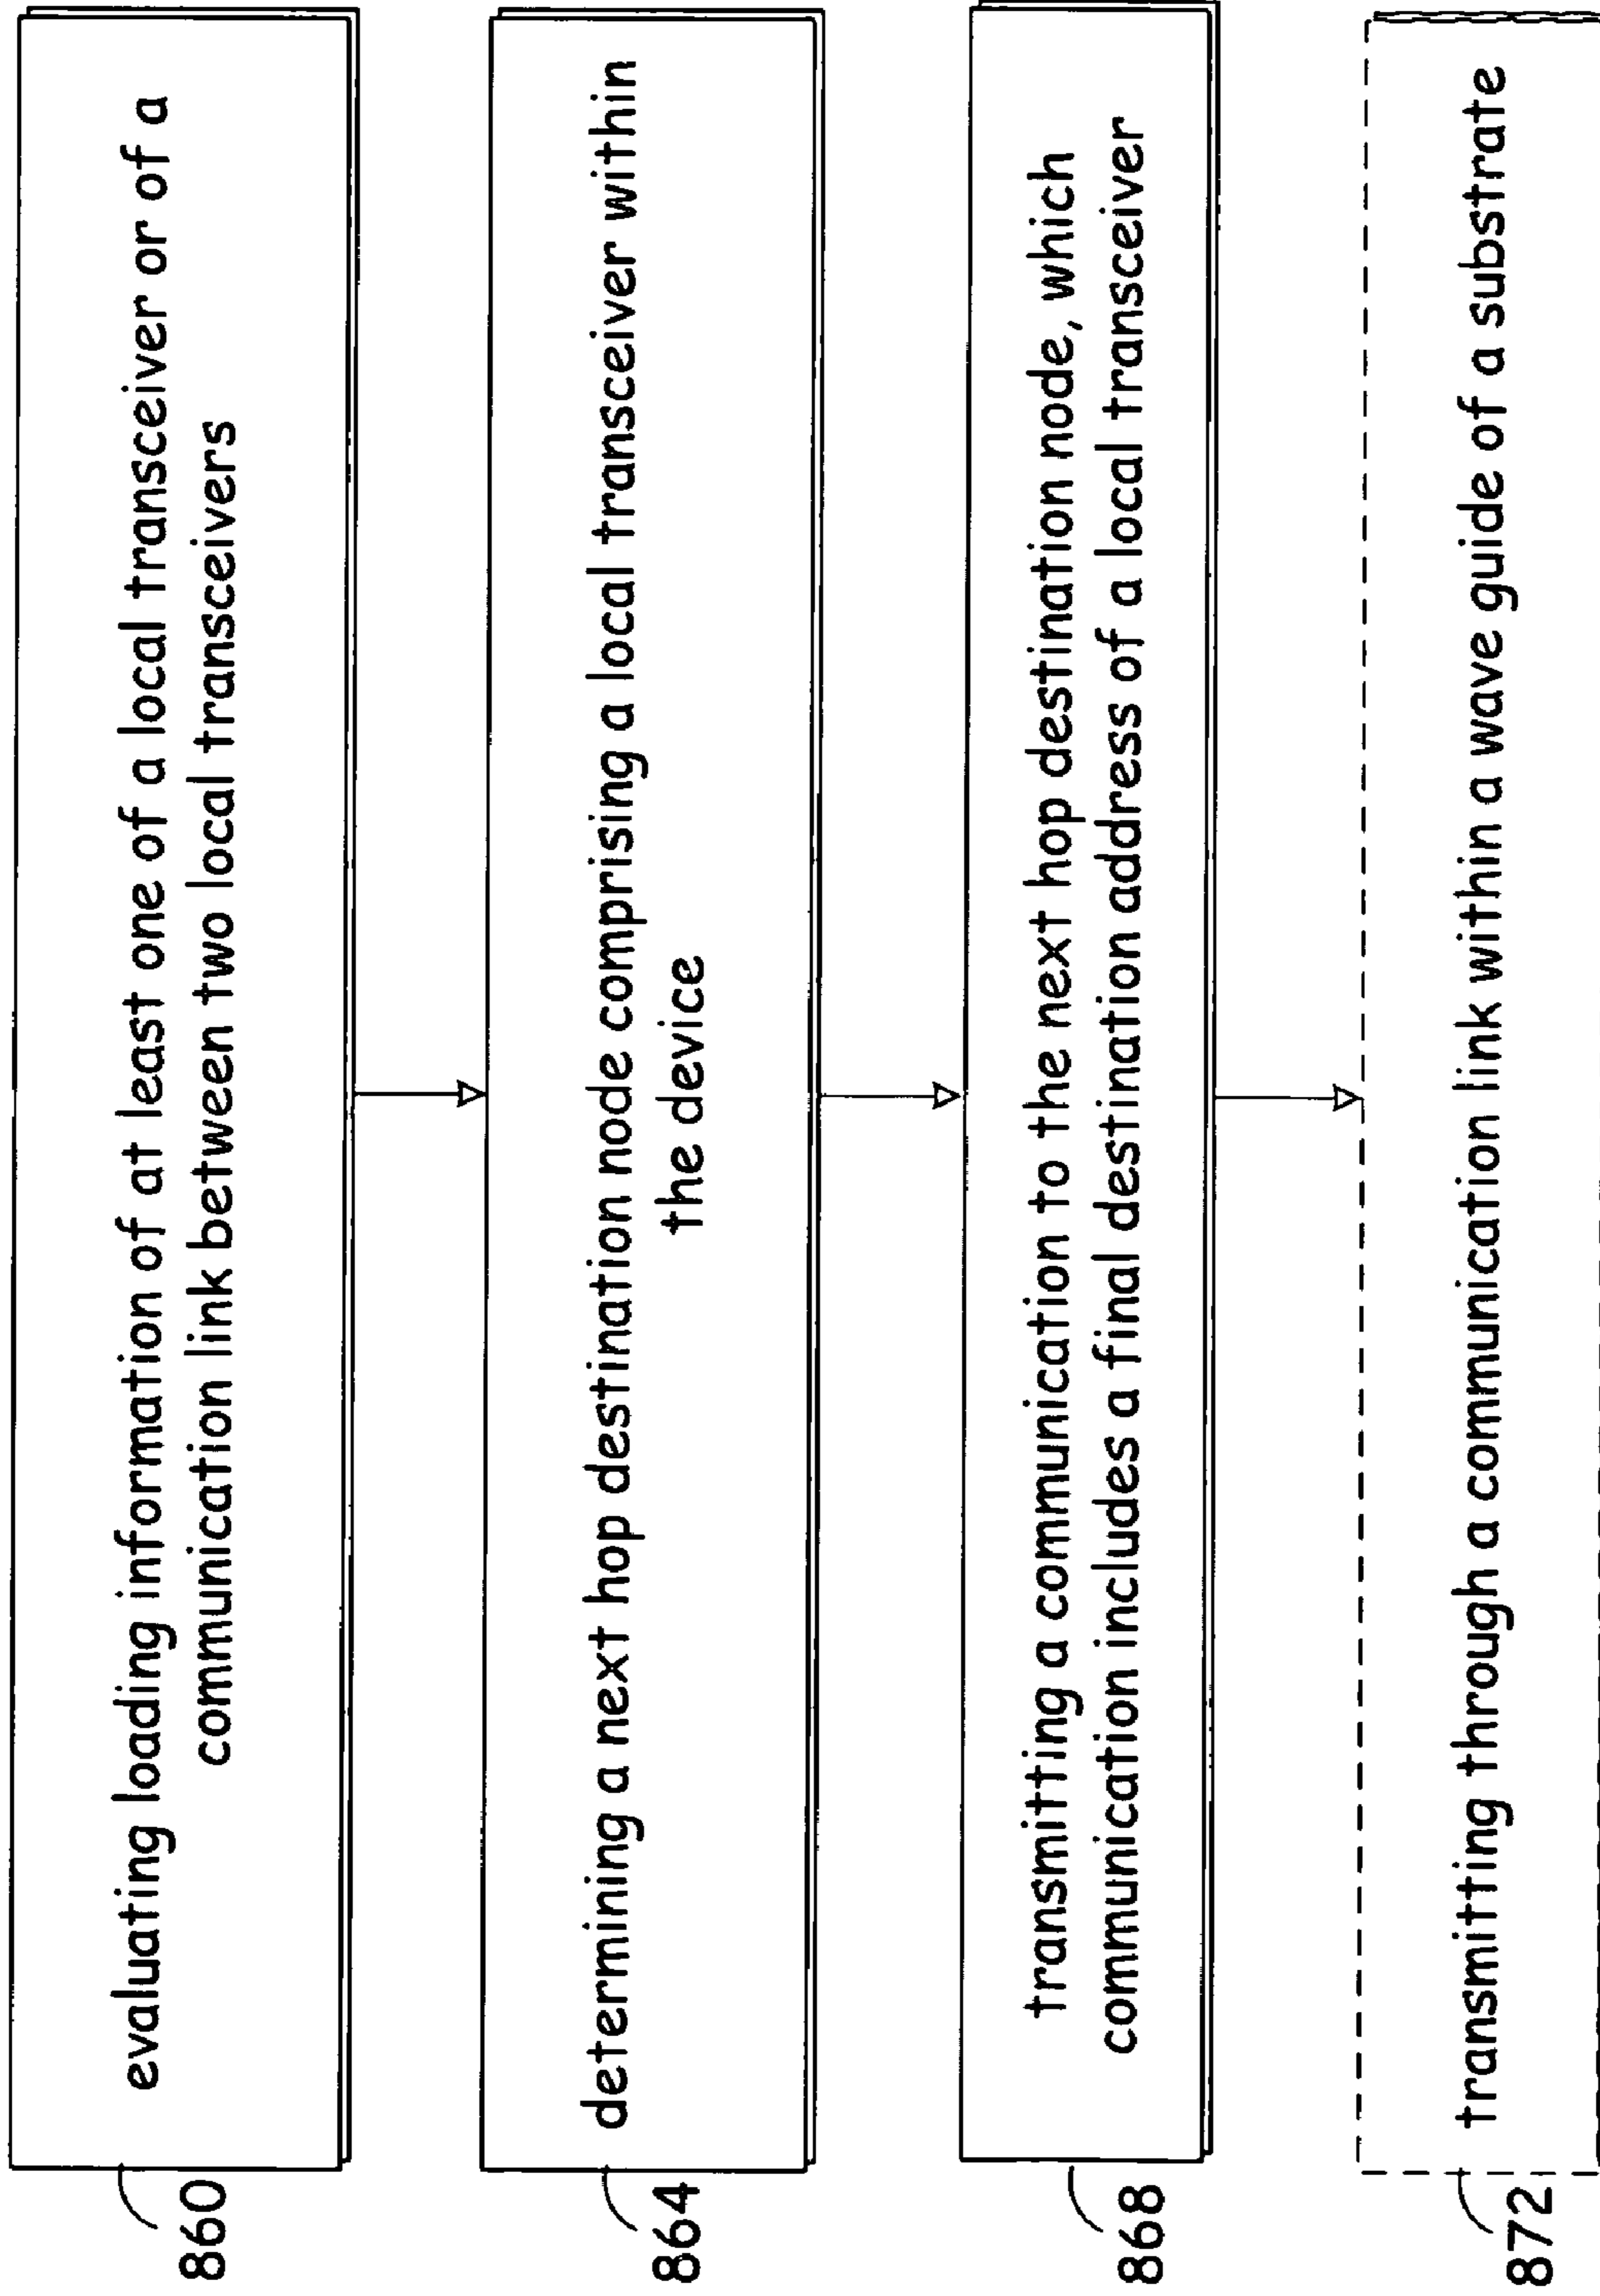 evaluating loading information of at least one of a local transceiver or of a
communication link between two local transceivers
860
determining a next hop destination node comprising a local transceiver within
the device
864
transmitting a communication to the next hop destination node, which
communication includes a final destination address of a local transceiver
868
transmitting through a communication link within a wave guide of a substrate
872